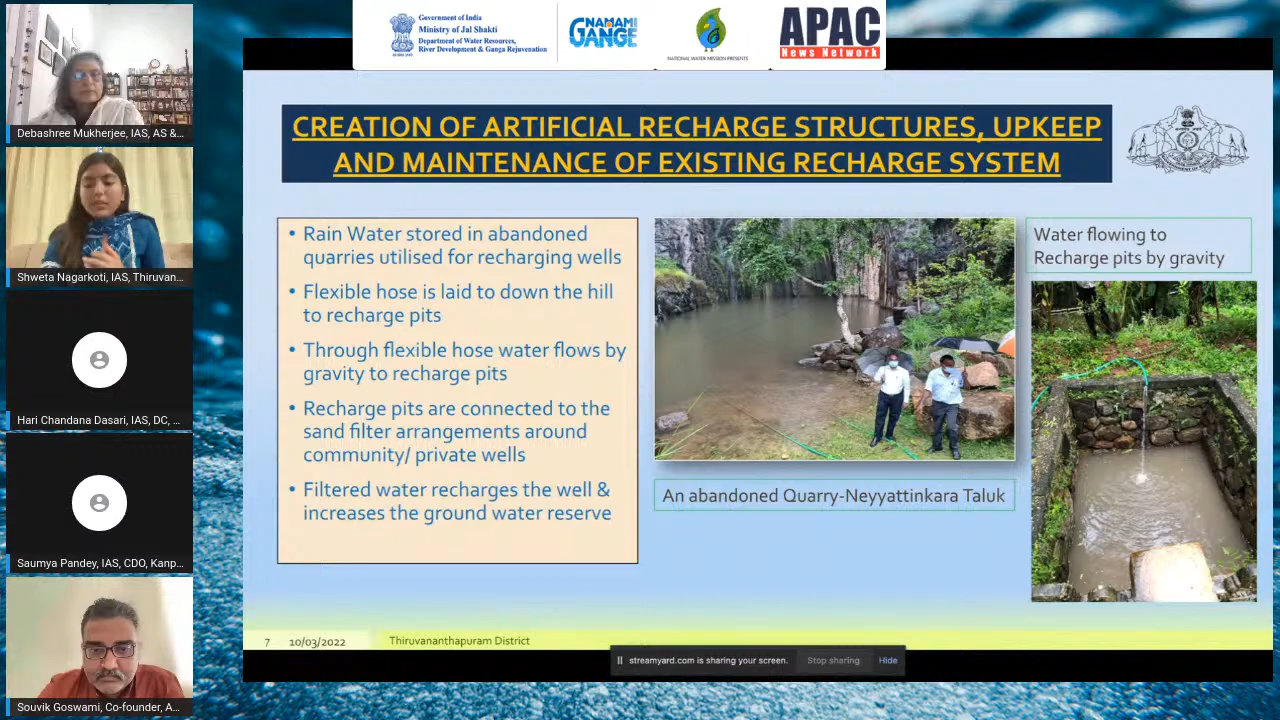 Government of India
Ministry of Jal Shakti
Department of Water Resources,
River Development & Ganga Rejuvenation
NAMAMI
GANGE
NATIONAL WATER MISSION PRESENTS
APAC
News Network
Debashree Mukherjee, IAS, AS &...
Shweta Nagarkoti, IAS, Thiruvan...
Hari Chandana Dasari, IAS, DC, ...
Saumya Pandey, IAS, CDO, Kanp...
Souvik Goswami, Co-founder, A...
CREATION OF ARTIFICIAL RECHARGE STRUCTURES, UPKEEP
AND MAINTENANCE OF EXISTING RECHARGE SYSTEM
• Rain Water stored in abandoned
quarries utilised for recharging wells
• Flexible hose is laid to down the hill
to recharge pits
• Through flexible hose water flows by
gravity to recharge pits
• Recharge pits are connected to the
sand filter arrangements around
community/ private wells
• Filtered water recharges the well &
increases the ground water reserve
An abandoned Quarry-Neyyattinkara Taluk
Water flowing to
Recharge pits by gravity
7 10/03/2022 Thiruvananthapuram District
streamyard.com is sharing your screen. Stop sharing Hide